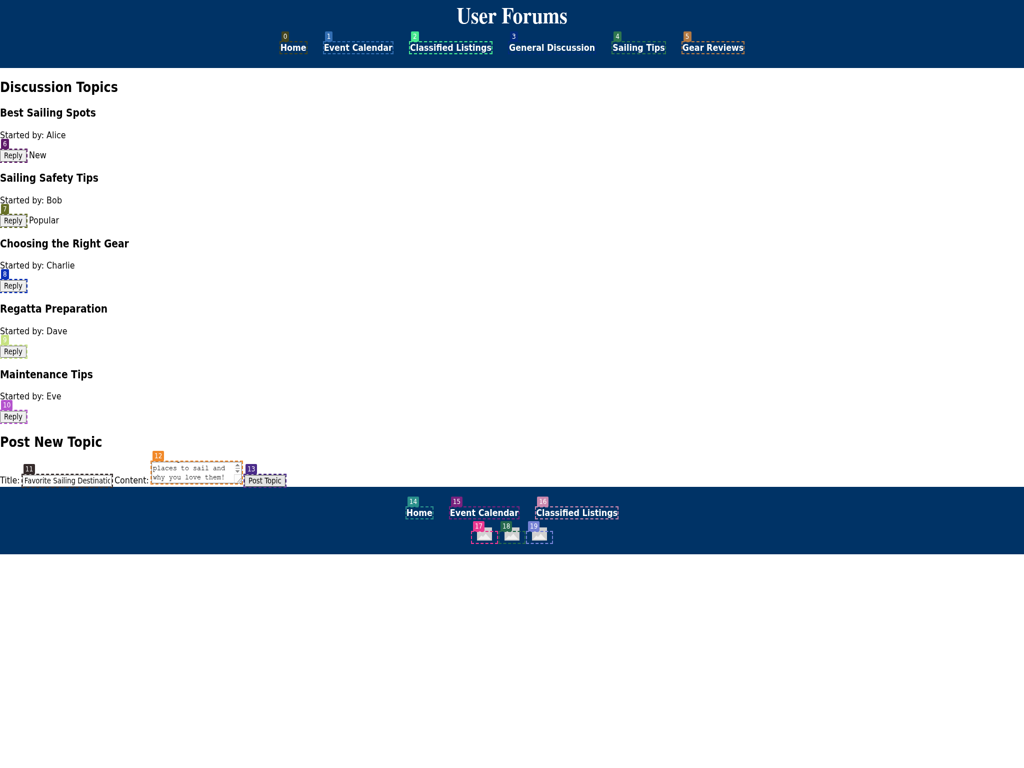 User Forums
0 1 2 3 4 5
Home Event Calendar Classified Listings General Discussion Sailing Tips Gear Reviews
Discussion Topics
Best Sailing Spots
Started by: Alice
6
Reply New
Sailing Safety Tips
Started by: Bob
7
Reply Popular
Choosing the Right Gear
Started by: Charlie
8
Reply
Regatta Preparation
Started by: Dave
9
Reply
Maintenance Tips
Started by: Eve
10
Reply
Post New Topic
11 12 13
places to sail and
Title: Favorite Sailing Destinatic Content: why you love them! Post Topic
14 15 16
Home Event Calendar Classified Listings
17 18 19